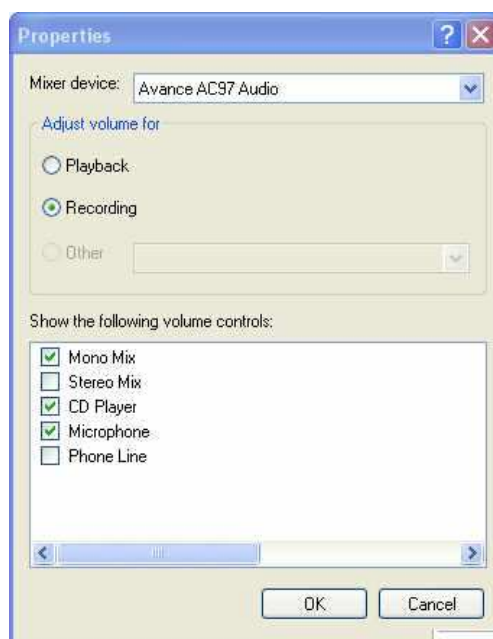 Properties
Mixer device: Avance AC97 Audio
Adjust volume for
Playback
Recording
Other
Show the following volume controls:
Mono Mix
Stereo Mix
CD Player
Microphone
Phone Line
OK Cancel